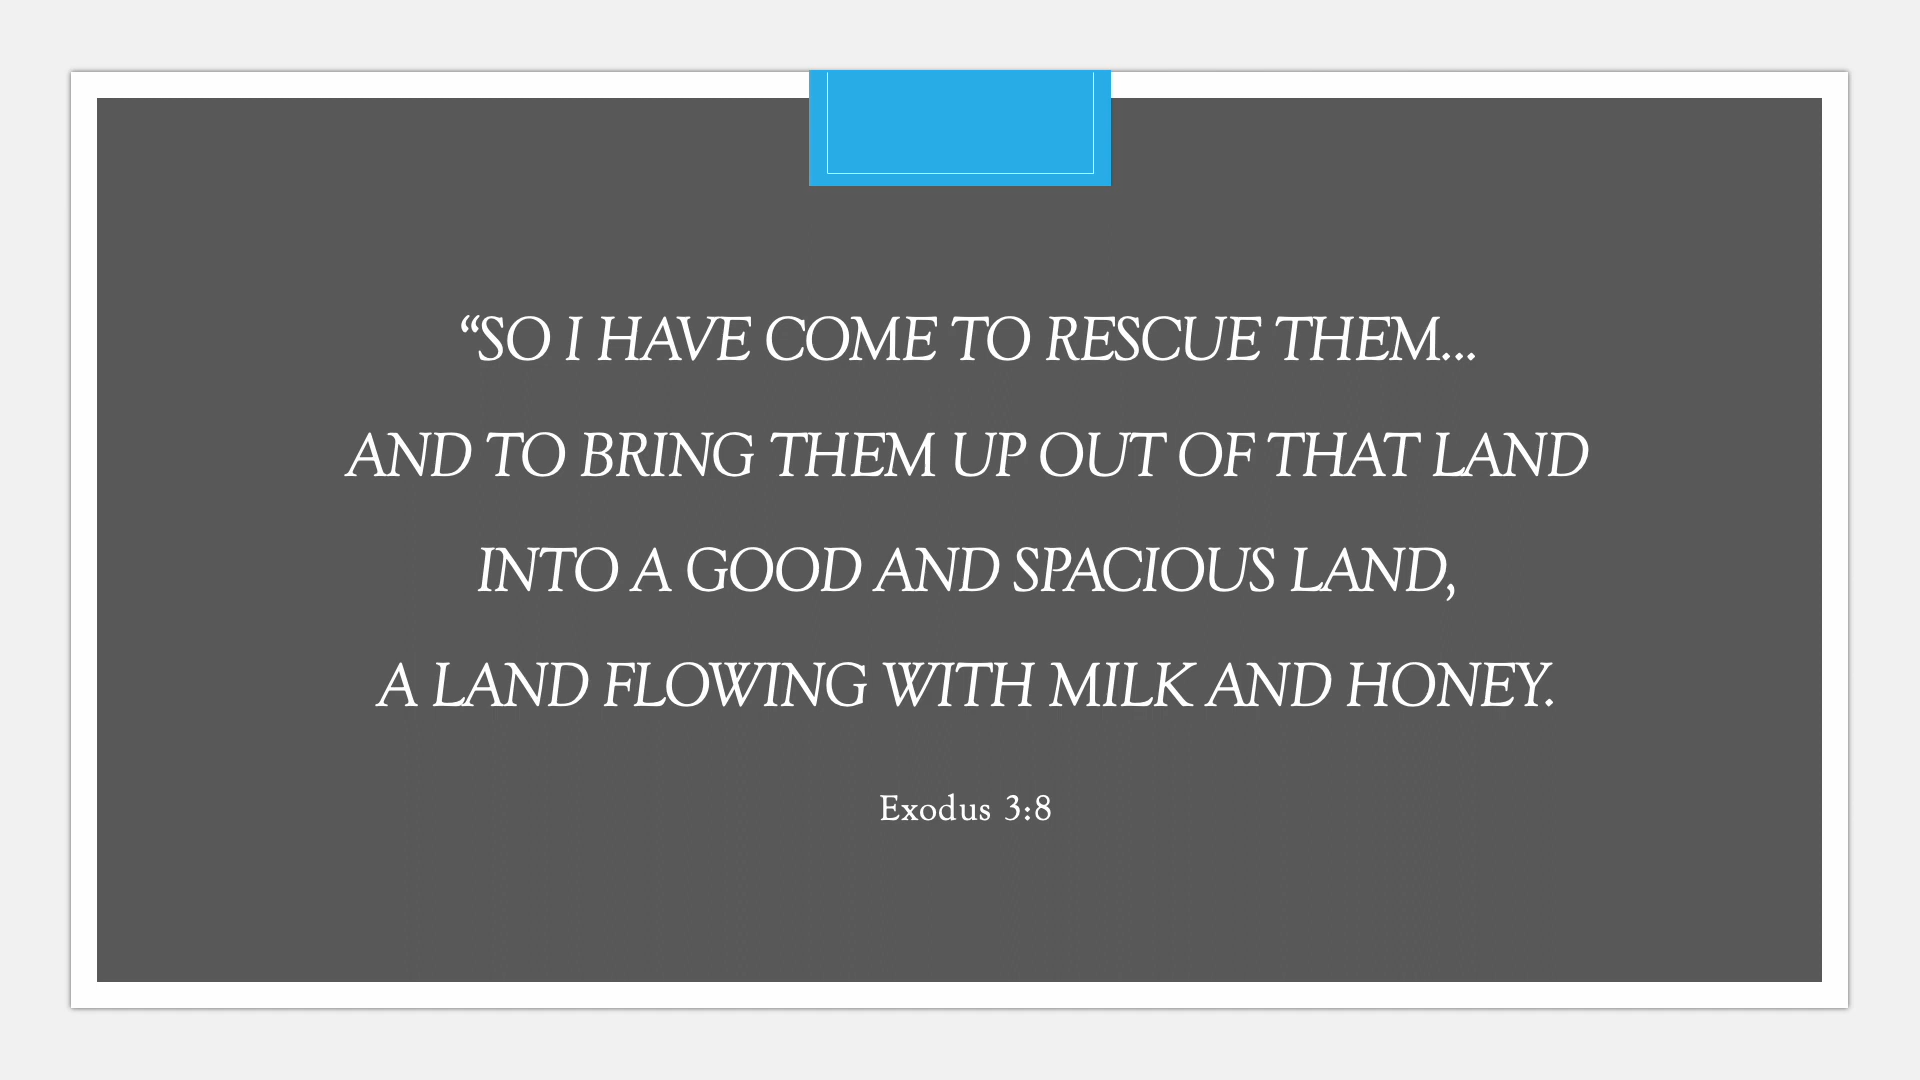 “SO I HAVE COME TO RESCUE THEM...
AND TO BRING THEM UP OUT OF THAT LAND
INTO A GOOD AND SPACIOUS LAND,
A LAND FLOWING WITH MILK AND HONEY.
Exodus 3:8